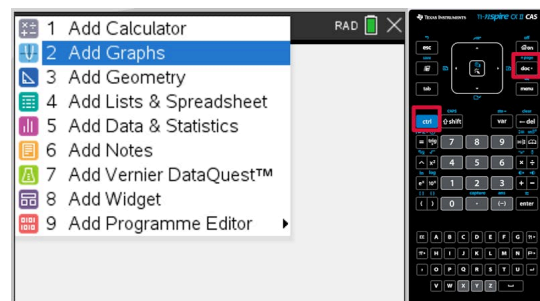 1 Add Calculator
2 Add Graphs
3 Add Geometry
4 Add Lists & Spreadsheet
5 Add Data & Statistics
6 Add Notes
7 Add Vernier DataQuest™
8 Add Widget
9 Add Programme Editor
RAD
TEXAS INSTRUMENTS TI-nspire CX II CAS
esc
on
doc
tab
menu
ctrl
shift
var
del
7 8 9
4 5 6
1 2 3
0 . (-) enter
A B C D E F G
H I J K L M N
O P Q R S T U
V W X Y Z